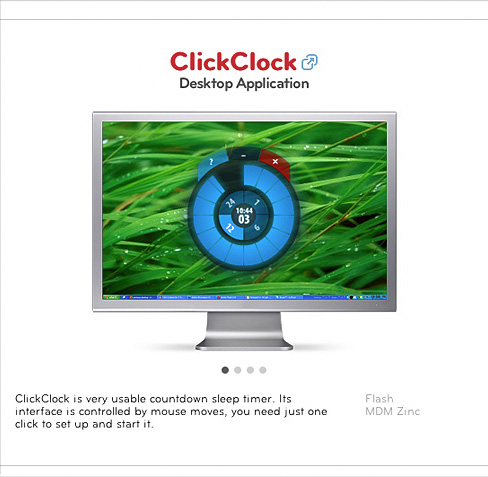 ClickClock
Desktop Application
? – ×
24 1
10:44
03
12 6
ClickClock is very usable countdown sleep timer. Its
interface is controlled by mouse moves, you need just one
click to set up and start it.
Flash
MDM Zinc